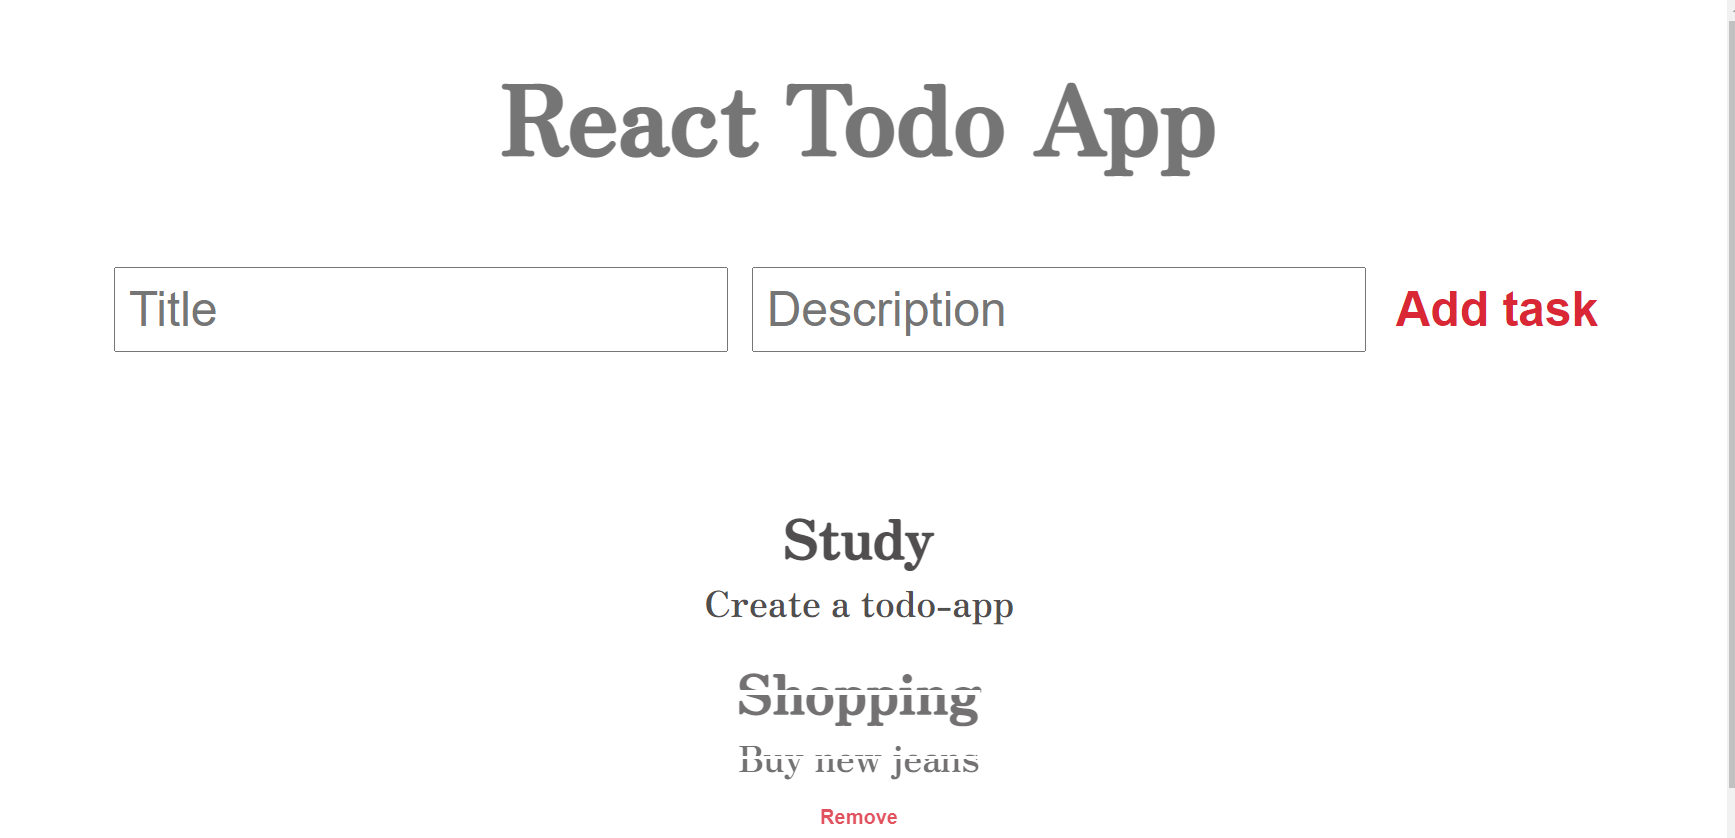 React Todo App
Title
Description
Add task
Study
Create a todo-app
Shopping
Buy new jeans
Remove